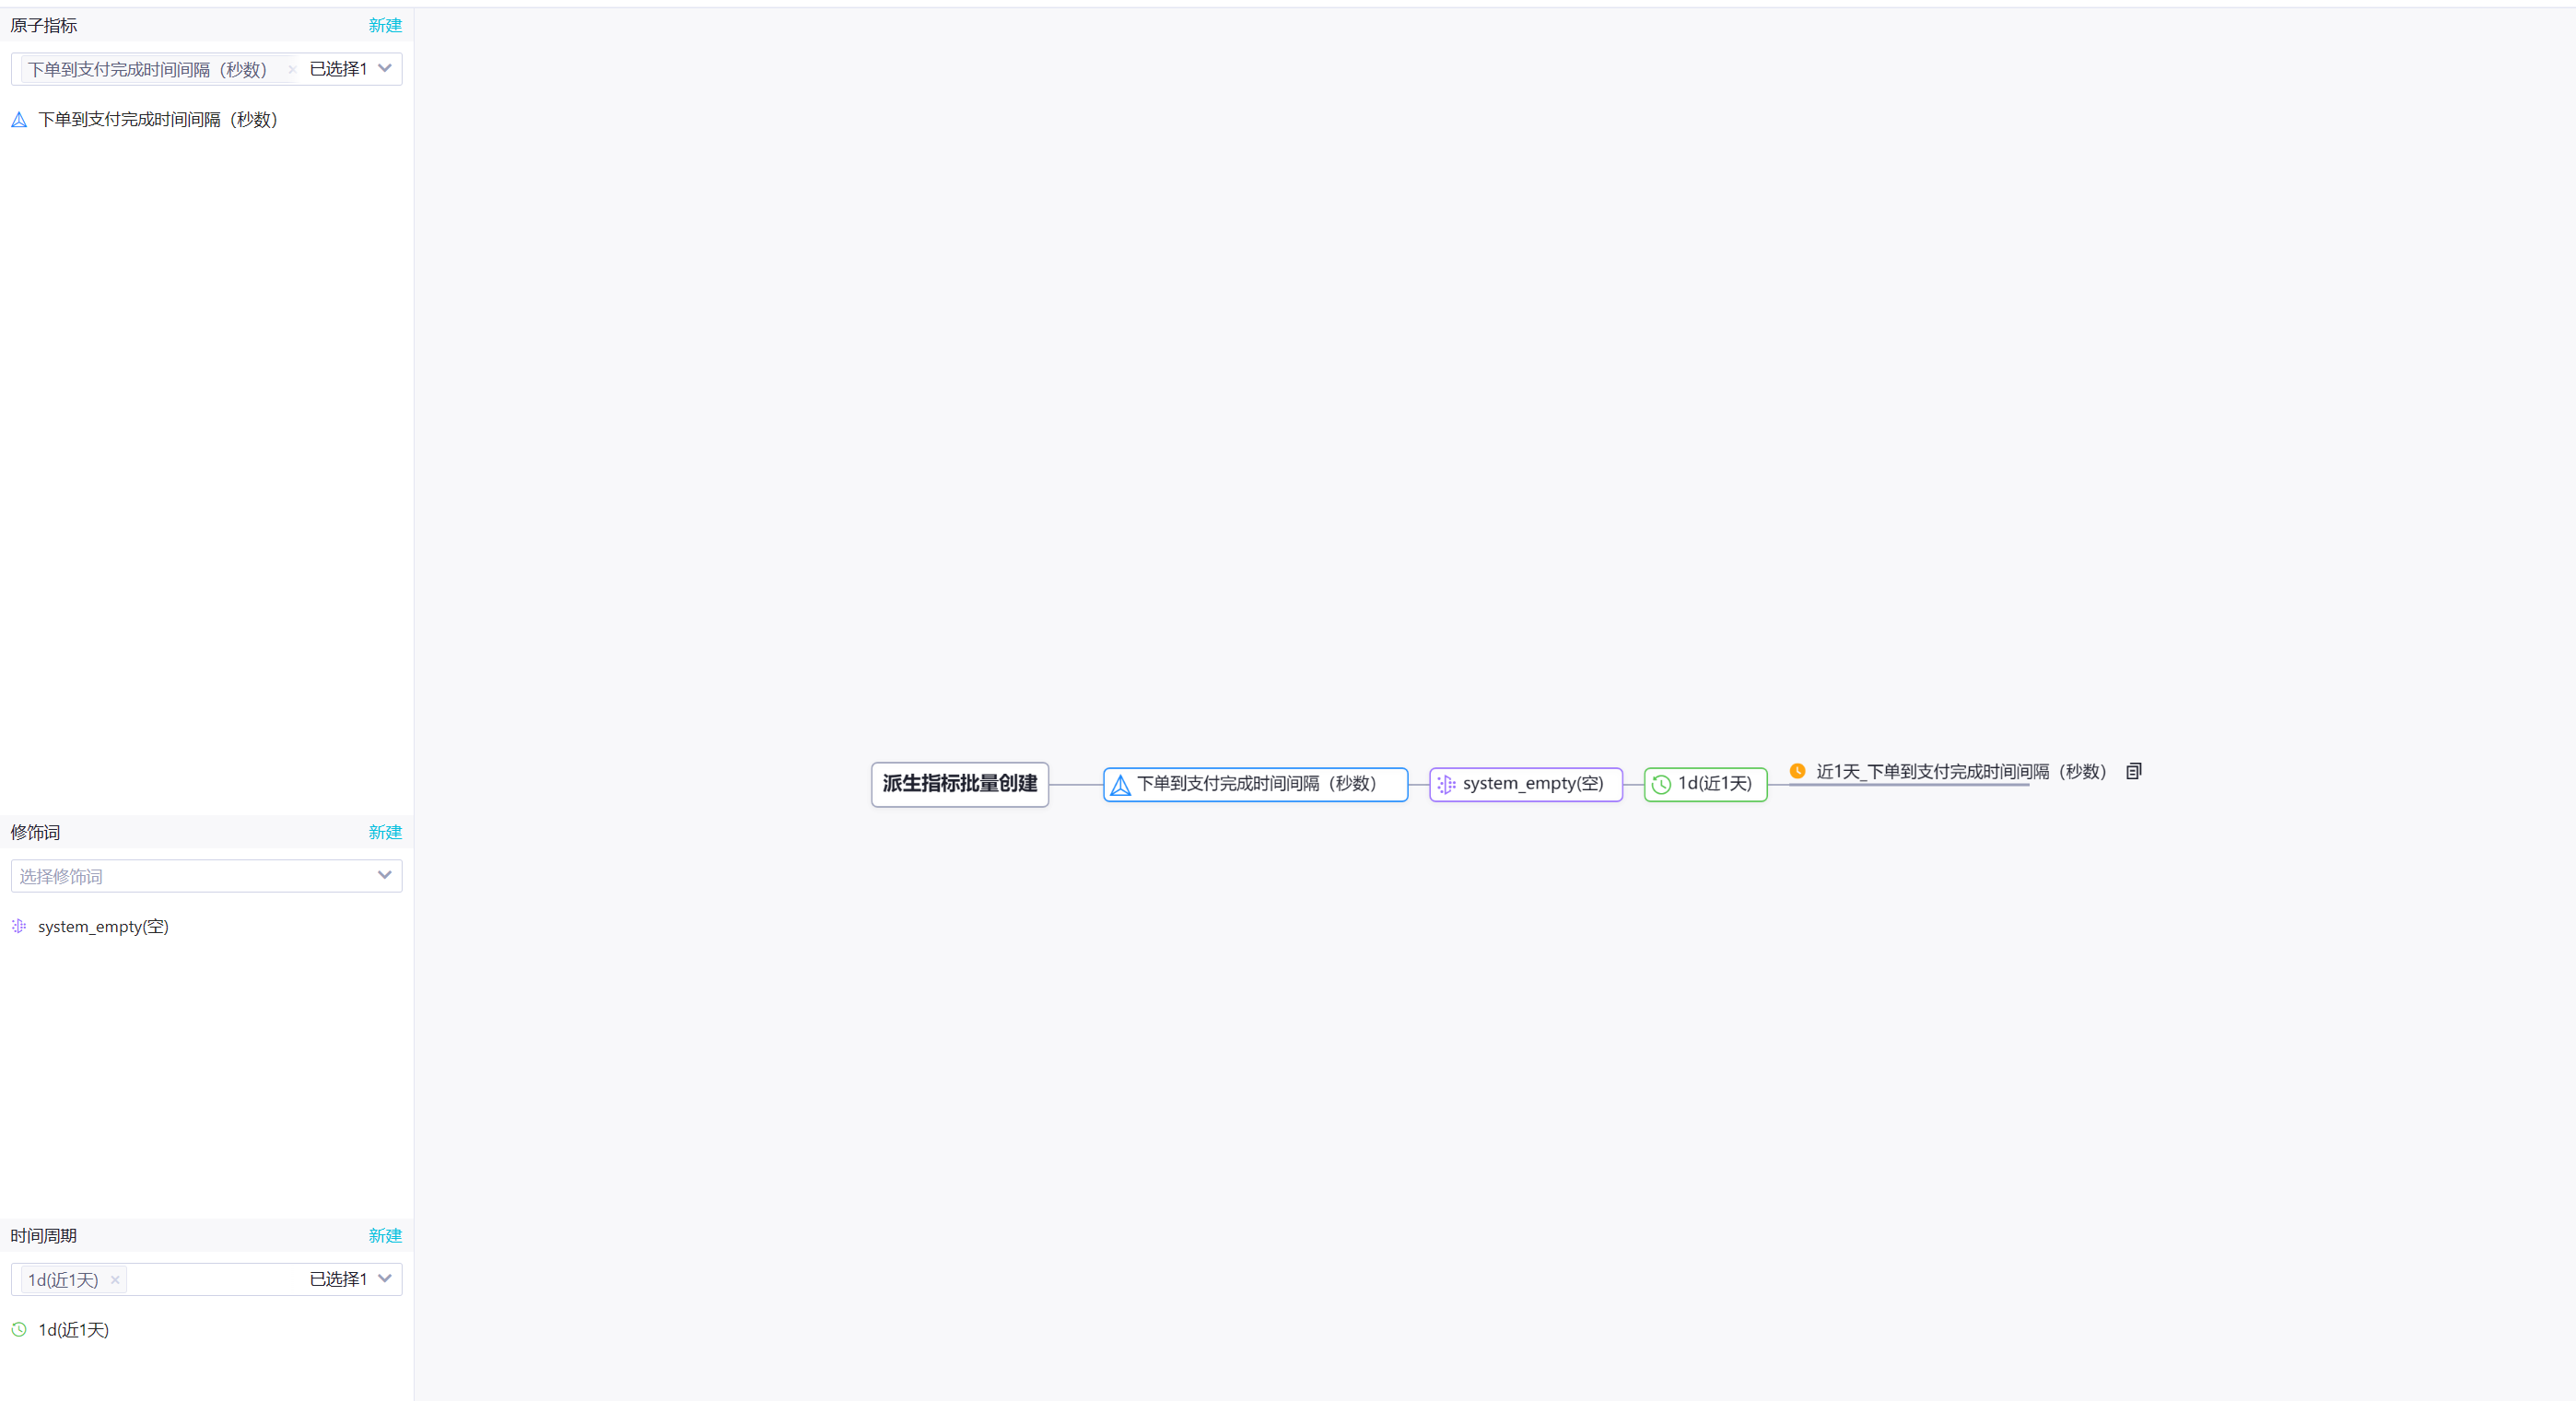 原子指标 新建
下单到支付完成时间间隔（秒数） × 已选择1
下单到支付完成时间间隔（秒数）
派生指标批量创建 下单到支付完成时间间隔（秒数） system_empty(空) 1d(近1天) 近1天_下单到支付完成时间间隔（秒数）
修饰词 新建
选择修饰词
system_empty(空)
时间周期 新建
1d(近1天) × 已选择1
1d(近1天)